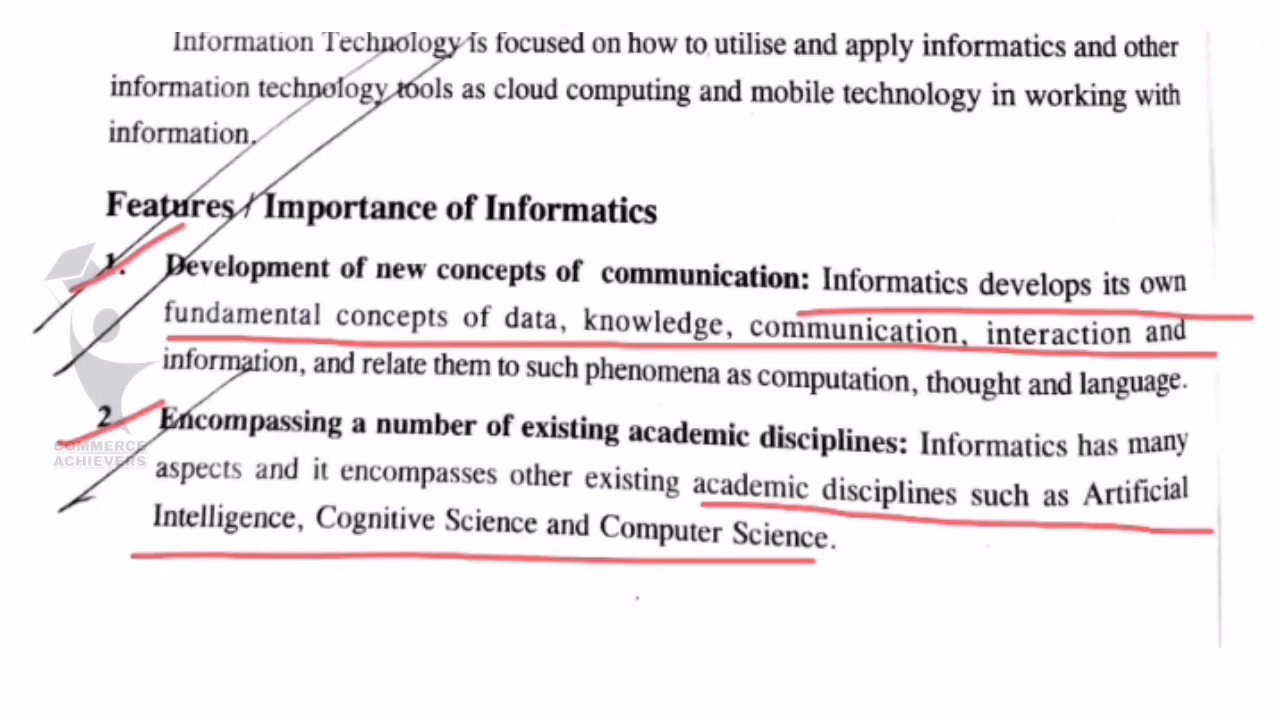 Information Technology is focused on how to utilise and apply informatics and other
information technology tools as cloud computing and mobile technology in working with
information.
Features / Importance of Informatics
1. Development of new concepts of communication: Informatics develops its own
fundamental concepts of data, knowledge, communication, interaction and
information, and relate them to such phenomena as computation, thought and language.
2. Encompassing a number of existing academic disciplines: Informatics has many
aspects and it encompasses other existing academic disciplines such as Artificial
Intelligence, Cognitive Science and Computer Science.
COMMERCE
ACHIEVERS